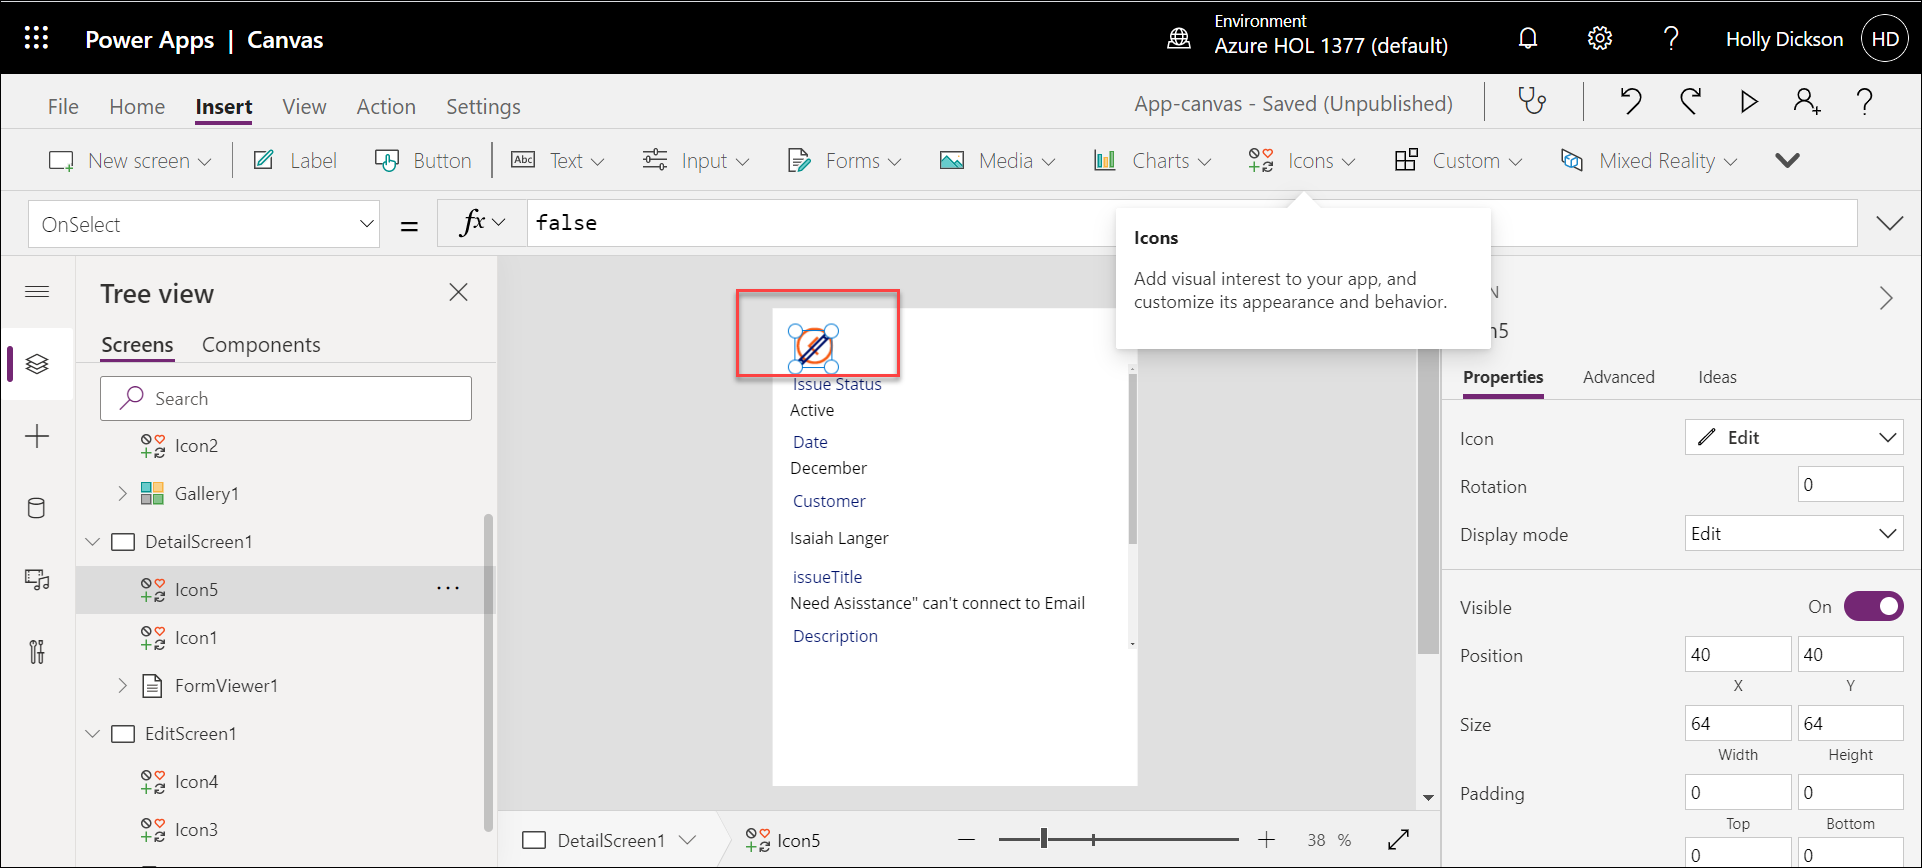 Power Apps | Canvas
Environment
Azure HOL 1377 (default)
Holly Dickson
HD
File Home Insert View Action Settings
App-canvas - Saved (Unpublished)
New screen Label Button Abc Text Input Forms Media Charts Icons Custom Mixed Reality
OnSelect = fx false
Icons
Add visual interest to your app, and
customize its appearance and behavior.
Tree view
Screens Components
Search
Icon2
Gallery1
DetailScreen1
Icon5 ...
Icon1
FormViewer1
EditScreen1
Icon4
Icon3
Issue Status
Active
Date
December
Customer
Isaiah Langer
issueTitle
Need Asisstance" can't connect to Email
Description
DetailScreen1 Icon5
38 %
N
n5
Properties Advanced Ideas
Icon Edit
Rotation 0
Display mode Edit
Visible On
Position 40 40
X Y
Size 64 64
Width Height
Padding 0 0
Top Bottom
0 0